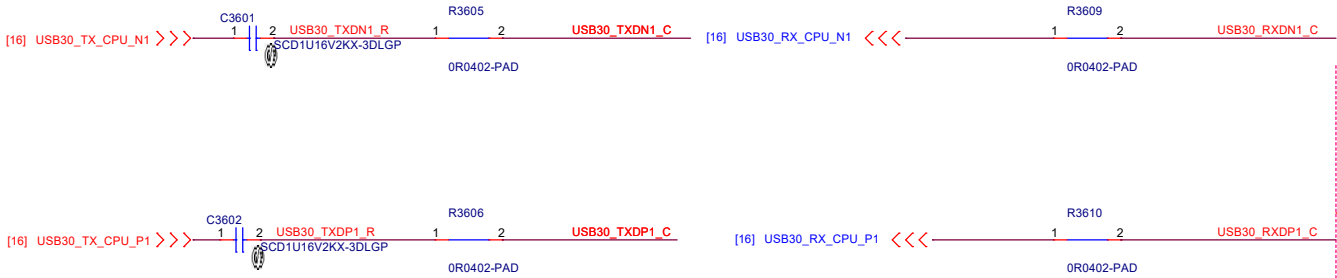 C3601
R3605
R3609
[16] USB30_TX_CPU_N1
1
2
USB30_TXDN1_R
1
2
USB30_TXDN1_C
SCD1U16V2KX-3DLGP
0R0402-PAD
[16] USB30_RX_CPU_N1
1
2
USB30_RXDN1_C
0R0402-PAD
C3602
R3606
R3610
[16] USB30_TX_CPU_P1
1
2
USB30_TXDP1_R
1
2
USB30_TXDP1_C
SCD1U16V2KX-3DLGP
0R0402-PAD
[16] USB30_RX_CPU_P1
1
2
USB30_RXDP1_C
0R0402-PAD